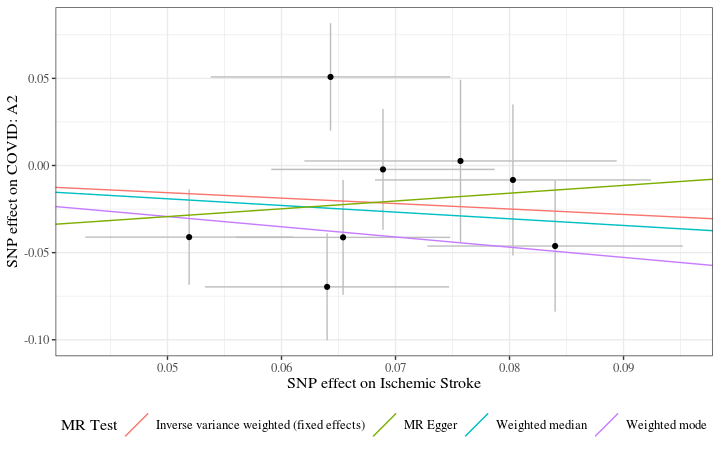 0.05
0.00
-0.05
-0.10
SNP effect on COVID: A2
0.05 0.06 0.07 0.08 0.09
SNP effect on Ischemic Stroke
MR Test Inverse variance weighted (fixed effects) MR Egger Weighted median Weighted mode